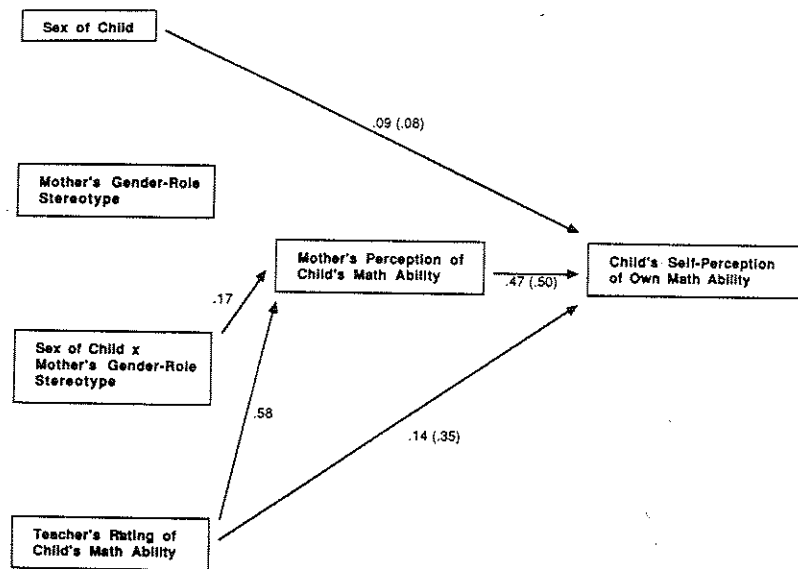 Sex of Child
.09 (.08)
Mother's Gender-Role
Stereotype
Mother's Perception of
Child's Math Ability
.47 (.50)
Child's Self-Perception
of Own Math Ability
.17
Sex of Child x
Mother's Gender-Role
Stereotype
.58
.14 (.35)
Teacher's Rating of
Child's Math Ability